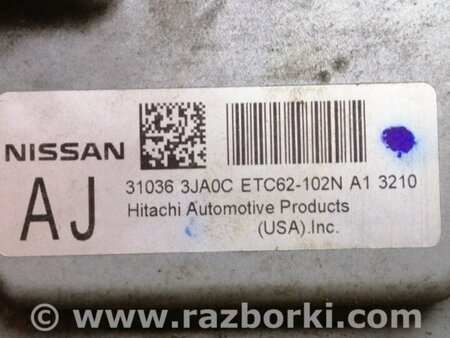 NISSAN
AJ
31036 3JA0C ETC62-102N A1 3210
Hitachi Automotive Products
(USA).Inc.
© www.razborki.com